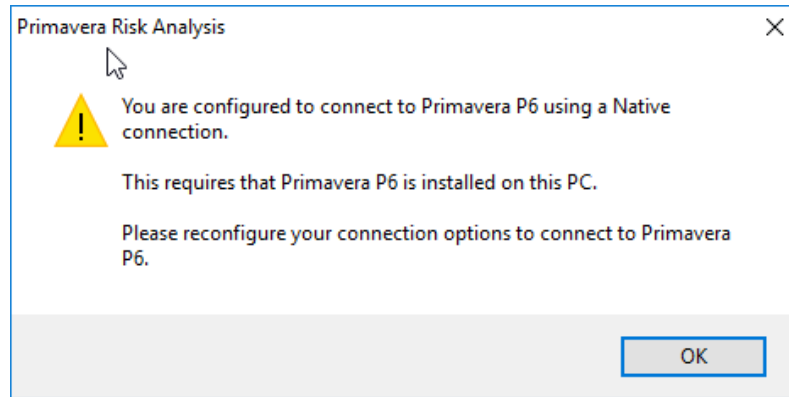 Primavera Risk Analysis
You are configured to connect to Primavera P6 using a Native
connection.
This requires that Primavera P6 is installed on this PC.
Please reconfigure your connection options to connect to Primavera
P6.
OK